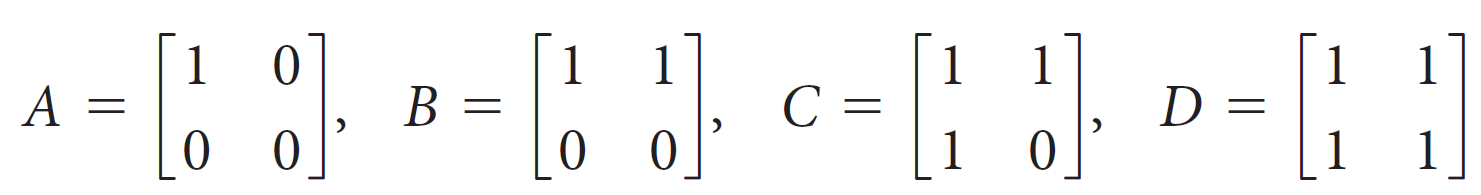 A = [1 0
0 0], B = [1 1
0 0], C = [1 1
1 0], D = [1 1
1 1]